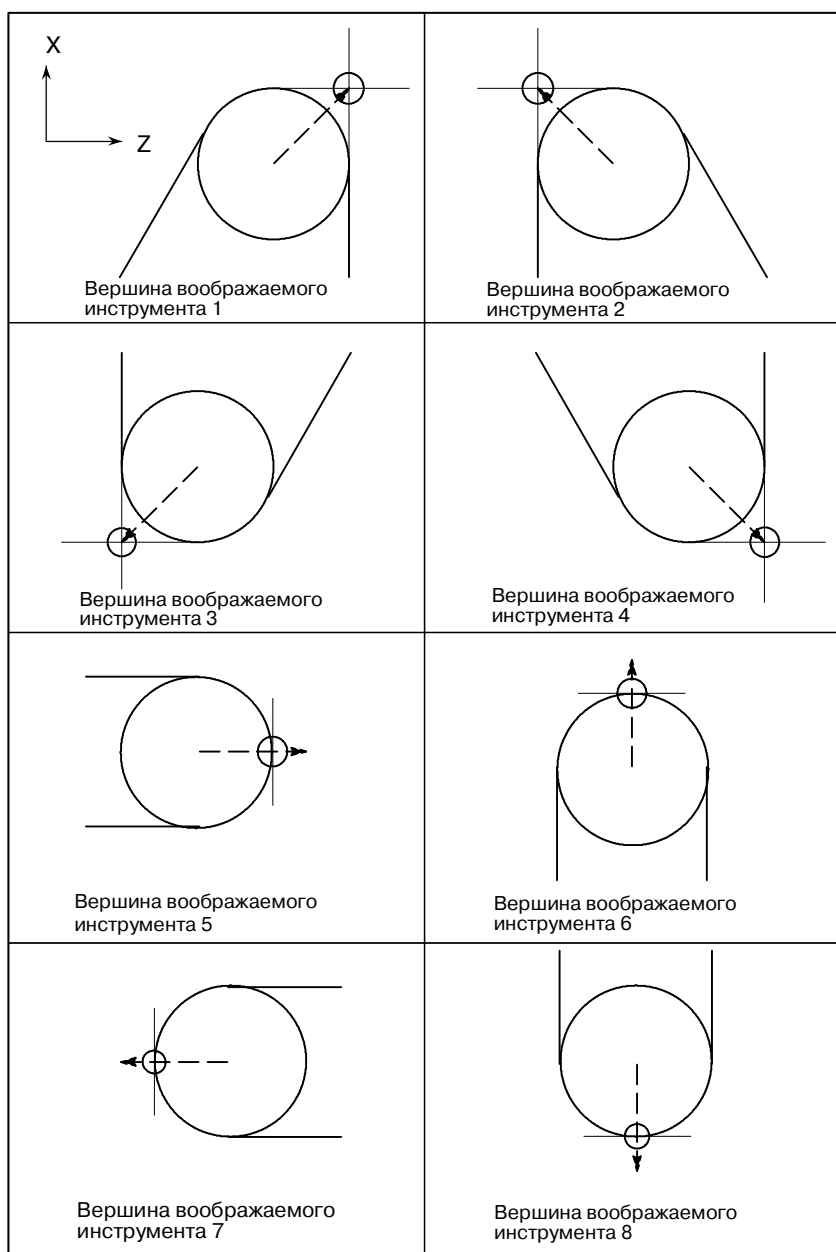 X
Z
Вершина воображаемого
инструмента 1
Вершина воображаемого
инструмента 2
Вершина воображаемого
инструмента 3
Вершина воображаемого
инструмента 4
Вершина воображаемого
инструмента 5
Вершина воображаемого
инструмента 6
Вершина воображаемого
инструмента 7
Вершина воображаемого
инструмента 8